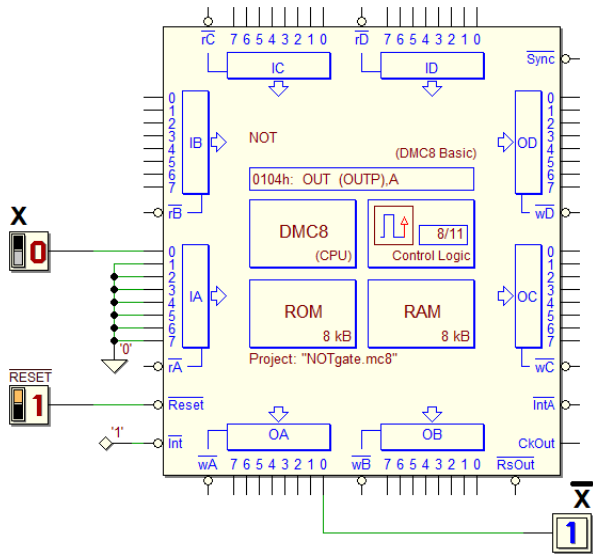 rC 7 6 5 4 3 2 1 0 rD 7 6 5 4 3 2 1 0
IC ID
Sync
0 1 2 3 4 5 6 7
IB
rB
NOT
(DMC8 Basic)
0104h: OUT (OUTP),A
0 1 2 3 4 5 6 7
OD
wD
DMC8
(CPU)
8/11
Control Logic
X
0
0 1 2 3 4 5 6 7
IA
rA
'0'
ROM
8 kB
RAM
8 kB
0 1 2 3 4 5 6 7
OC
wC
Project: "NOTgate.mc8"
RESET
1
Reset
IntA
'1'
Int
CkOut
OA OB
wA 7 6 5 4 3 2 1 0 wB 7 6 5 4 3 2 1 0 RsOut
X
1